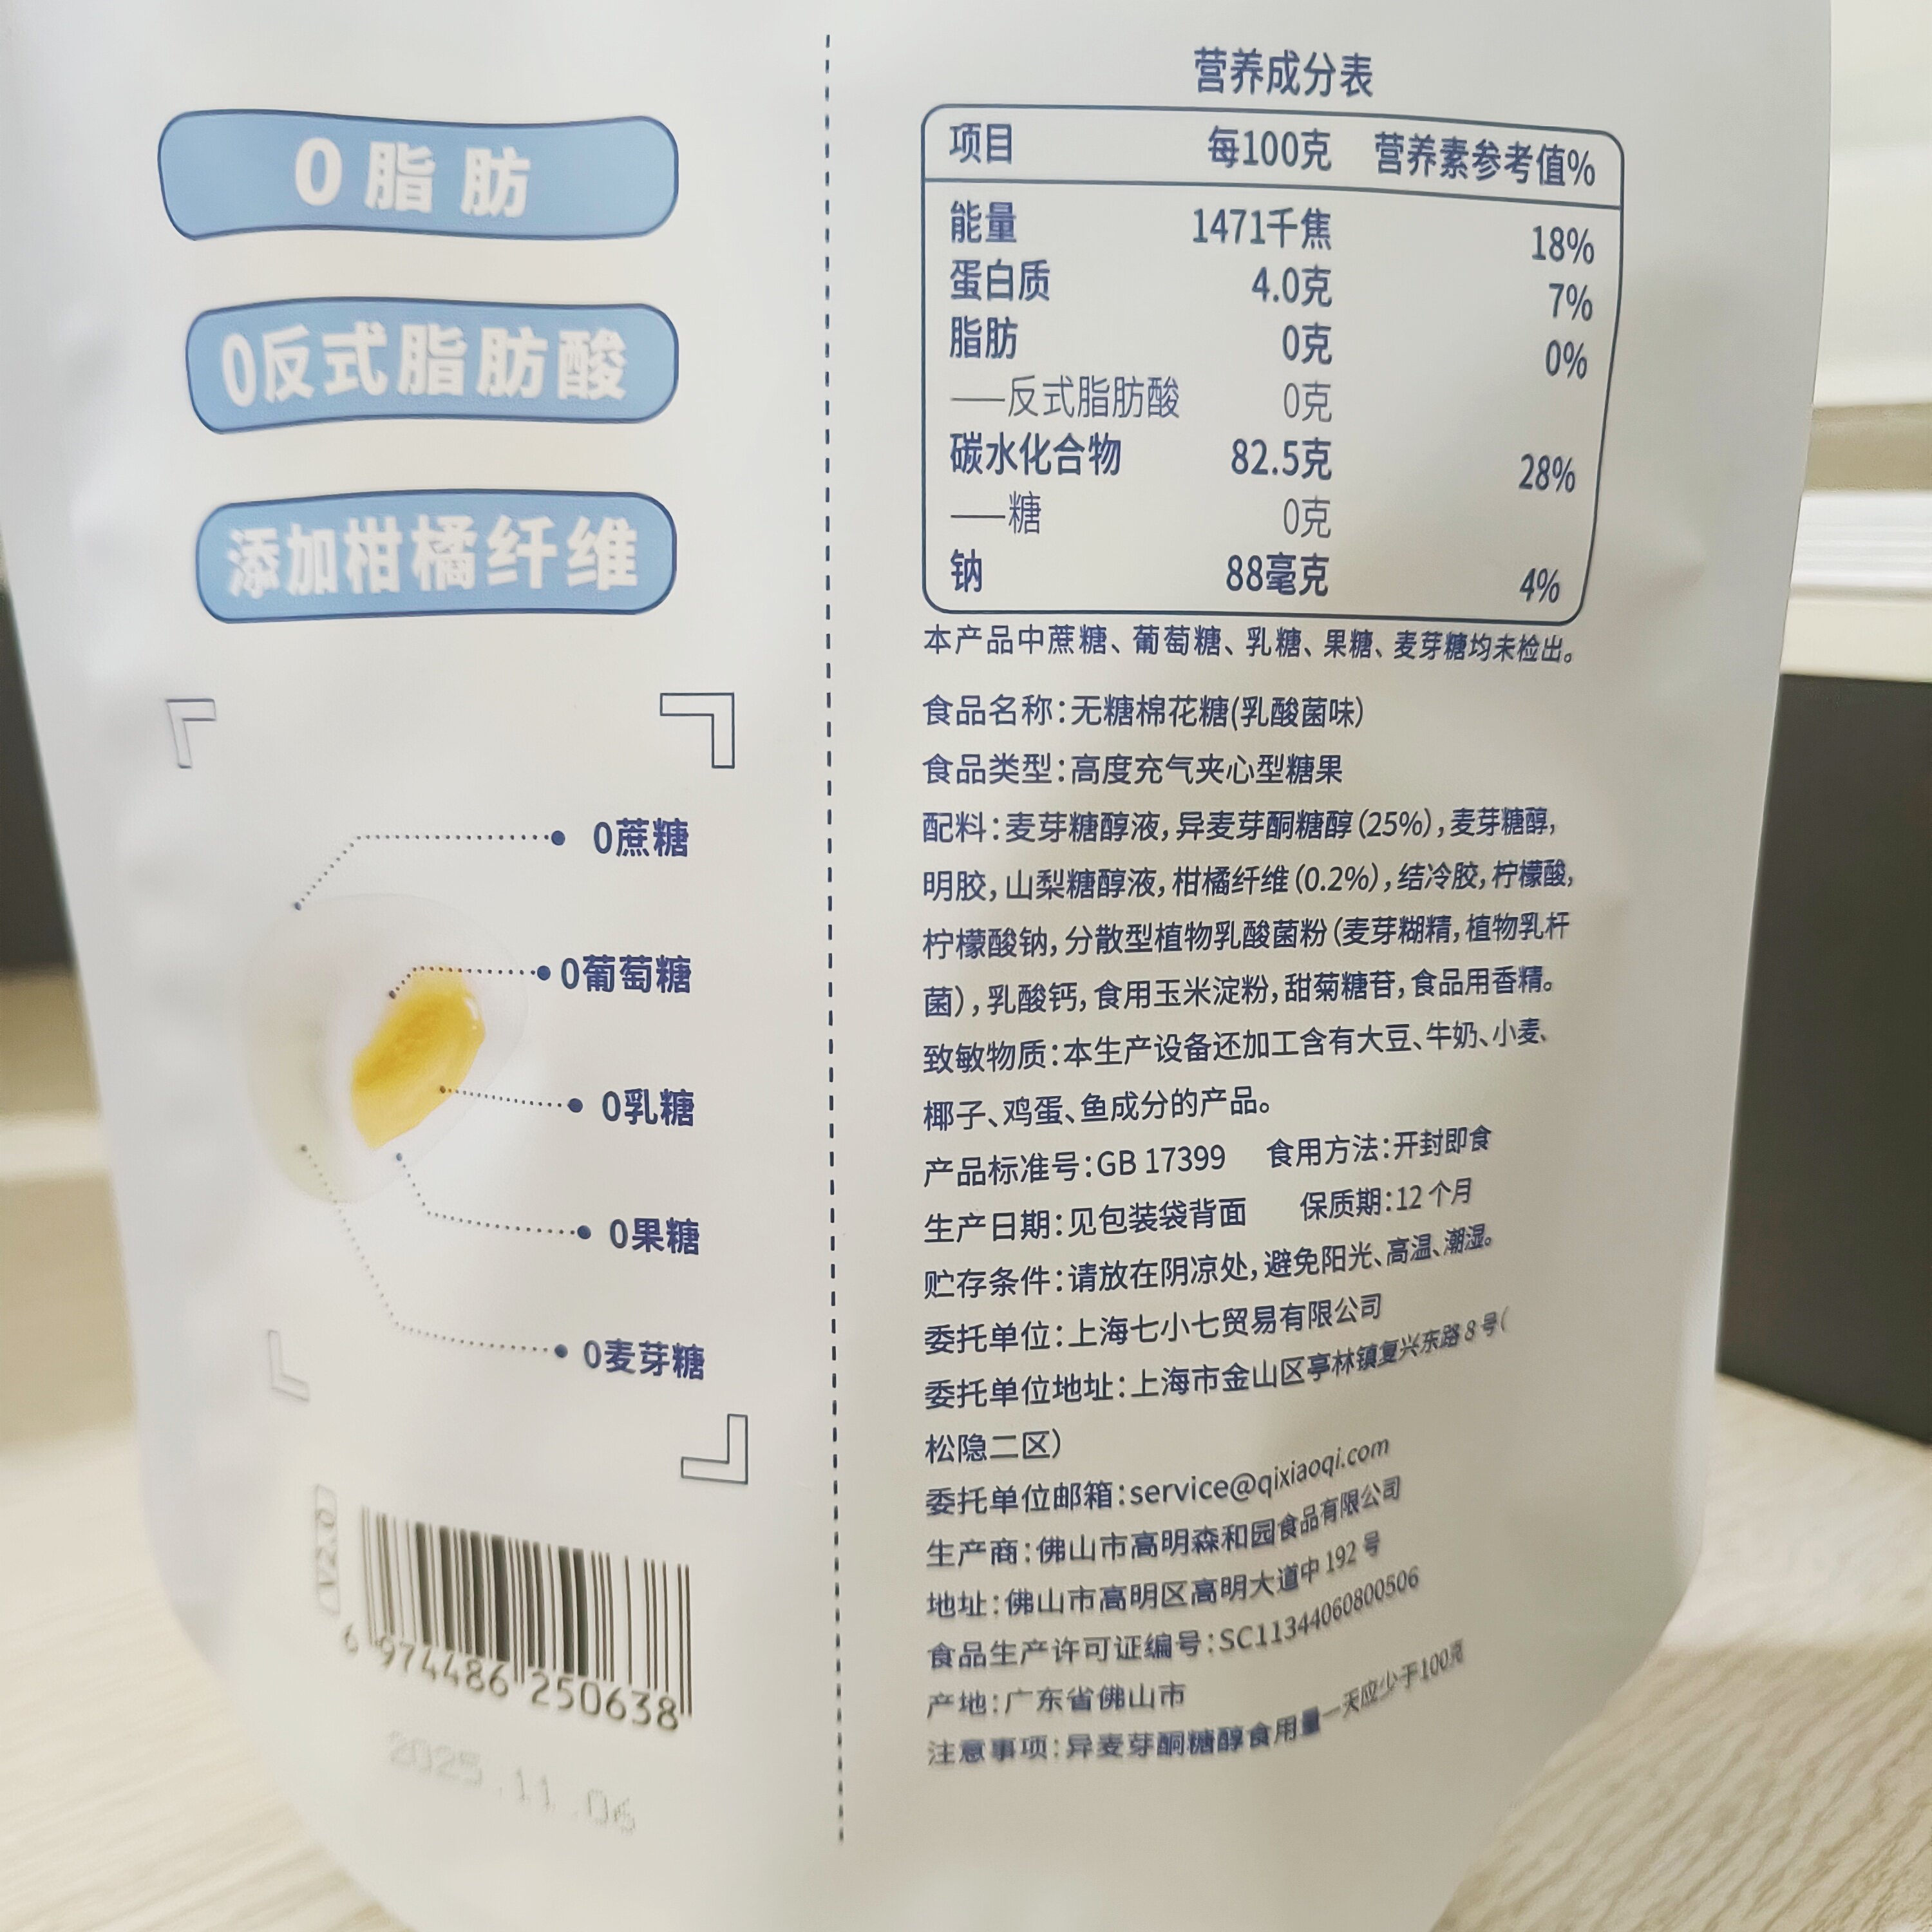 0脂肪
0反式脂肪酸
添加柑橘纤维
0蔗糖
0葡萄糖
0乳糖
0果糖
0麦芽糖
V2.0
6 974486 250638
2025.11.06
营养成分表
项目 每100克 营养素参考值%
能量 1471千焦 18%
蛋白质 4.0克 7%
脂肪 0克 0%
——反式脂肪酸 0克
碳水化合物 82.5克 28%
——糖 0克
钠 88毫克 4%
本产品中蔗糖、葡萄糖、乳糖、果糖、麦芽糖均未检出。
食品名称:无糖棉花糖(乳酸菌味)
食品类型:高度充气夹心型糖果
配料:麦芽糖醇液,异麦芽酮糖醇(25%),麦芽糖醇,
明胶,山梨糖醇液,柑橘纤维(0.2%),结冷胶,柠檬酸,
柠檬酸钠,分散型植物乳酸菌粉(麦芽糊精,植物乳杆
菌),乳酸钙,食用玉米淀粉,甜菊糖苷,食品用香精。
致敏物质:本生产设备还加工含有大豆、牛奶、小麦、
椰子、鸡蛋、鱼成分的产品。
产品标准号:GB 17399 食用方法:开封即食
生产日期:见包装袋背面 保质期:12个月
贮存条件:请放在阴凉处,避免阳光、高温、潮湿。
委托单位:上海七小七贸易有限公司
委托单位地址:上海市金山区亭林镇复兴东路8号(
松隐二区)
委托单位邮箱:service@qixiaoqi.com
生产商:佛山市高明森和园食品有限公司
地址:佛山市高明区高明大道中192号
食品生产许可证编号:SC11344060800506
产地:广东省佛山市
注意事项:异麦芽酮糖醇食用量一天应少于100克